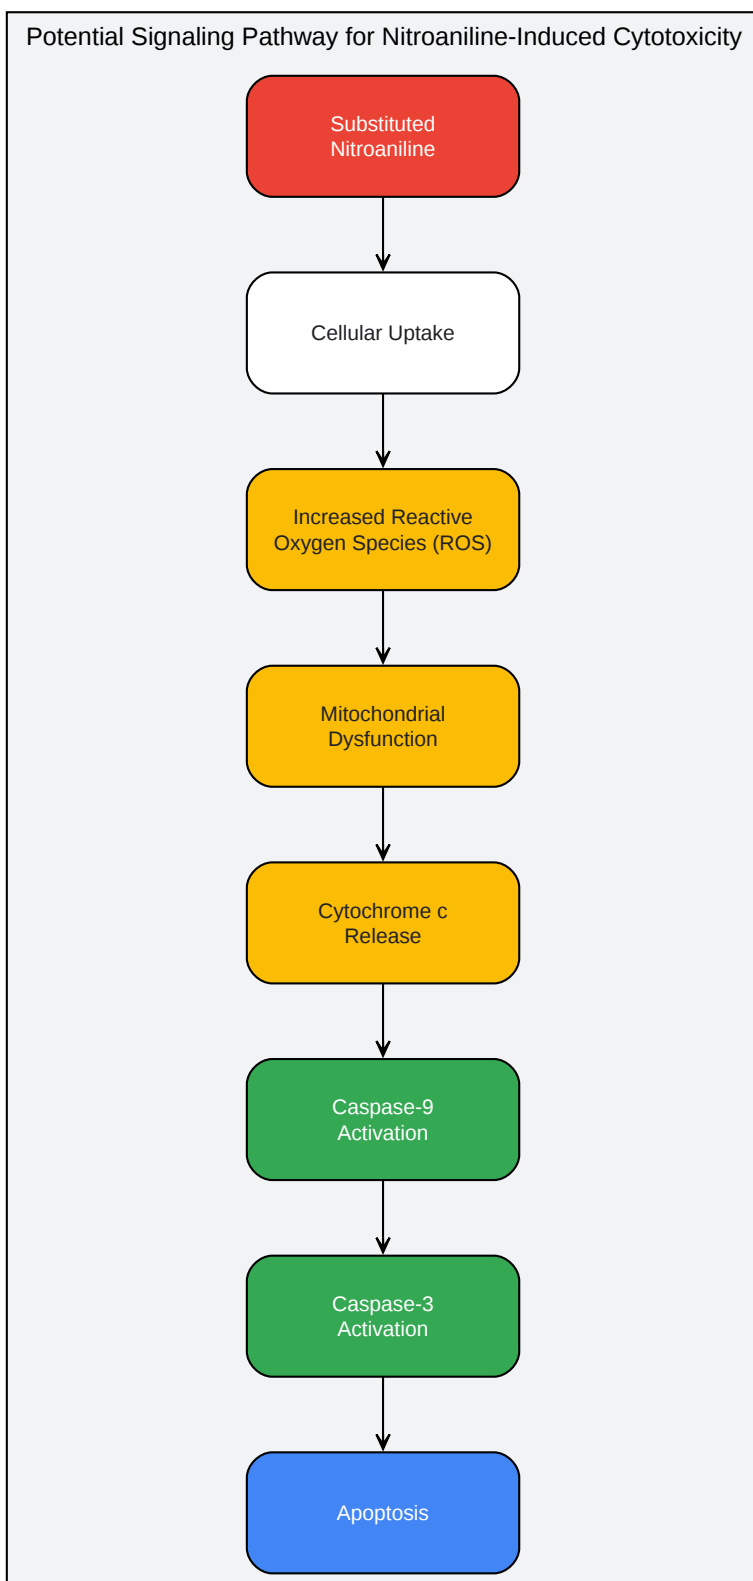 Potential Signaling Pathway for Nitroaniline-Induced Cytotoxicity
Substituted
Nitroaniline
Cellular Uptake
Increased Reactive
Oxygen Species (ROS)
Mitochondrial
Dysfunction
Cytochrome c
Release
Caspase-9
Activation
Caspase-3
Activation
Apoptosis